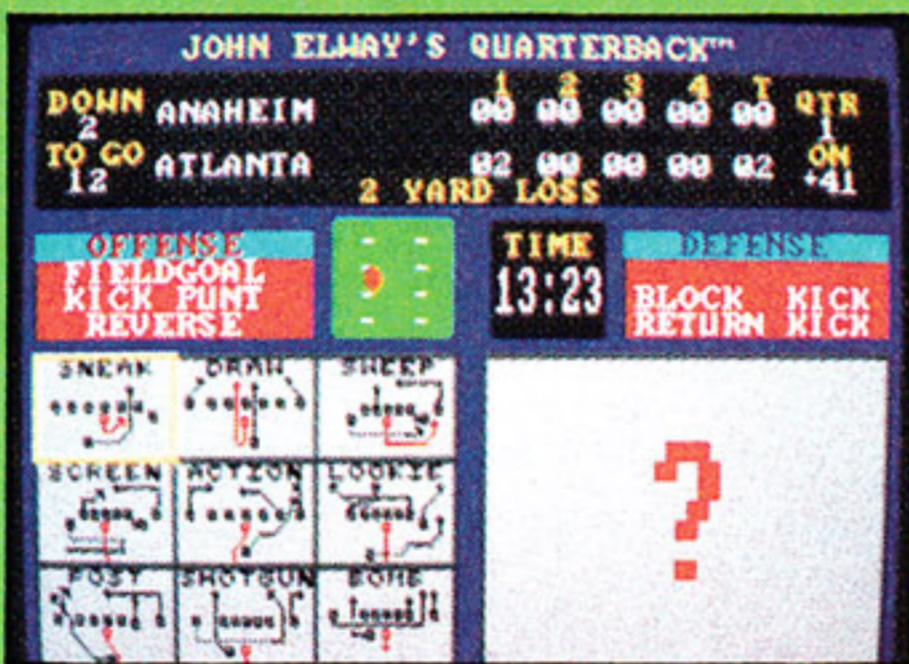 JOHN ELWAY'S QUARTERBACK™
1 2 3 4 T
DOWN ANAHEIM 00 00 00 00 00 QTR
2 1
TO GO ATLANTA 02 00 00 00 02 ON
12 +41
2 YARD LOSS
OFFENSE
FIELDGOAL
KICK PUNT
REVERSE
TIME
13:23
DEFENSE
BLOCK KICK
RETURN KICK
SNEAK DRAW SWEEP
SCREEN ACTION LOOKIE
POST SHOTGUN BOMB
?